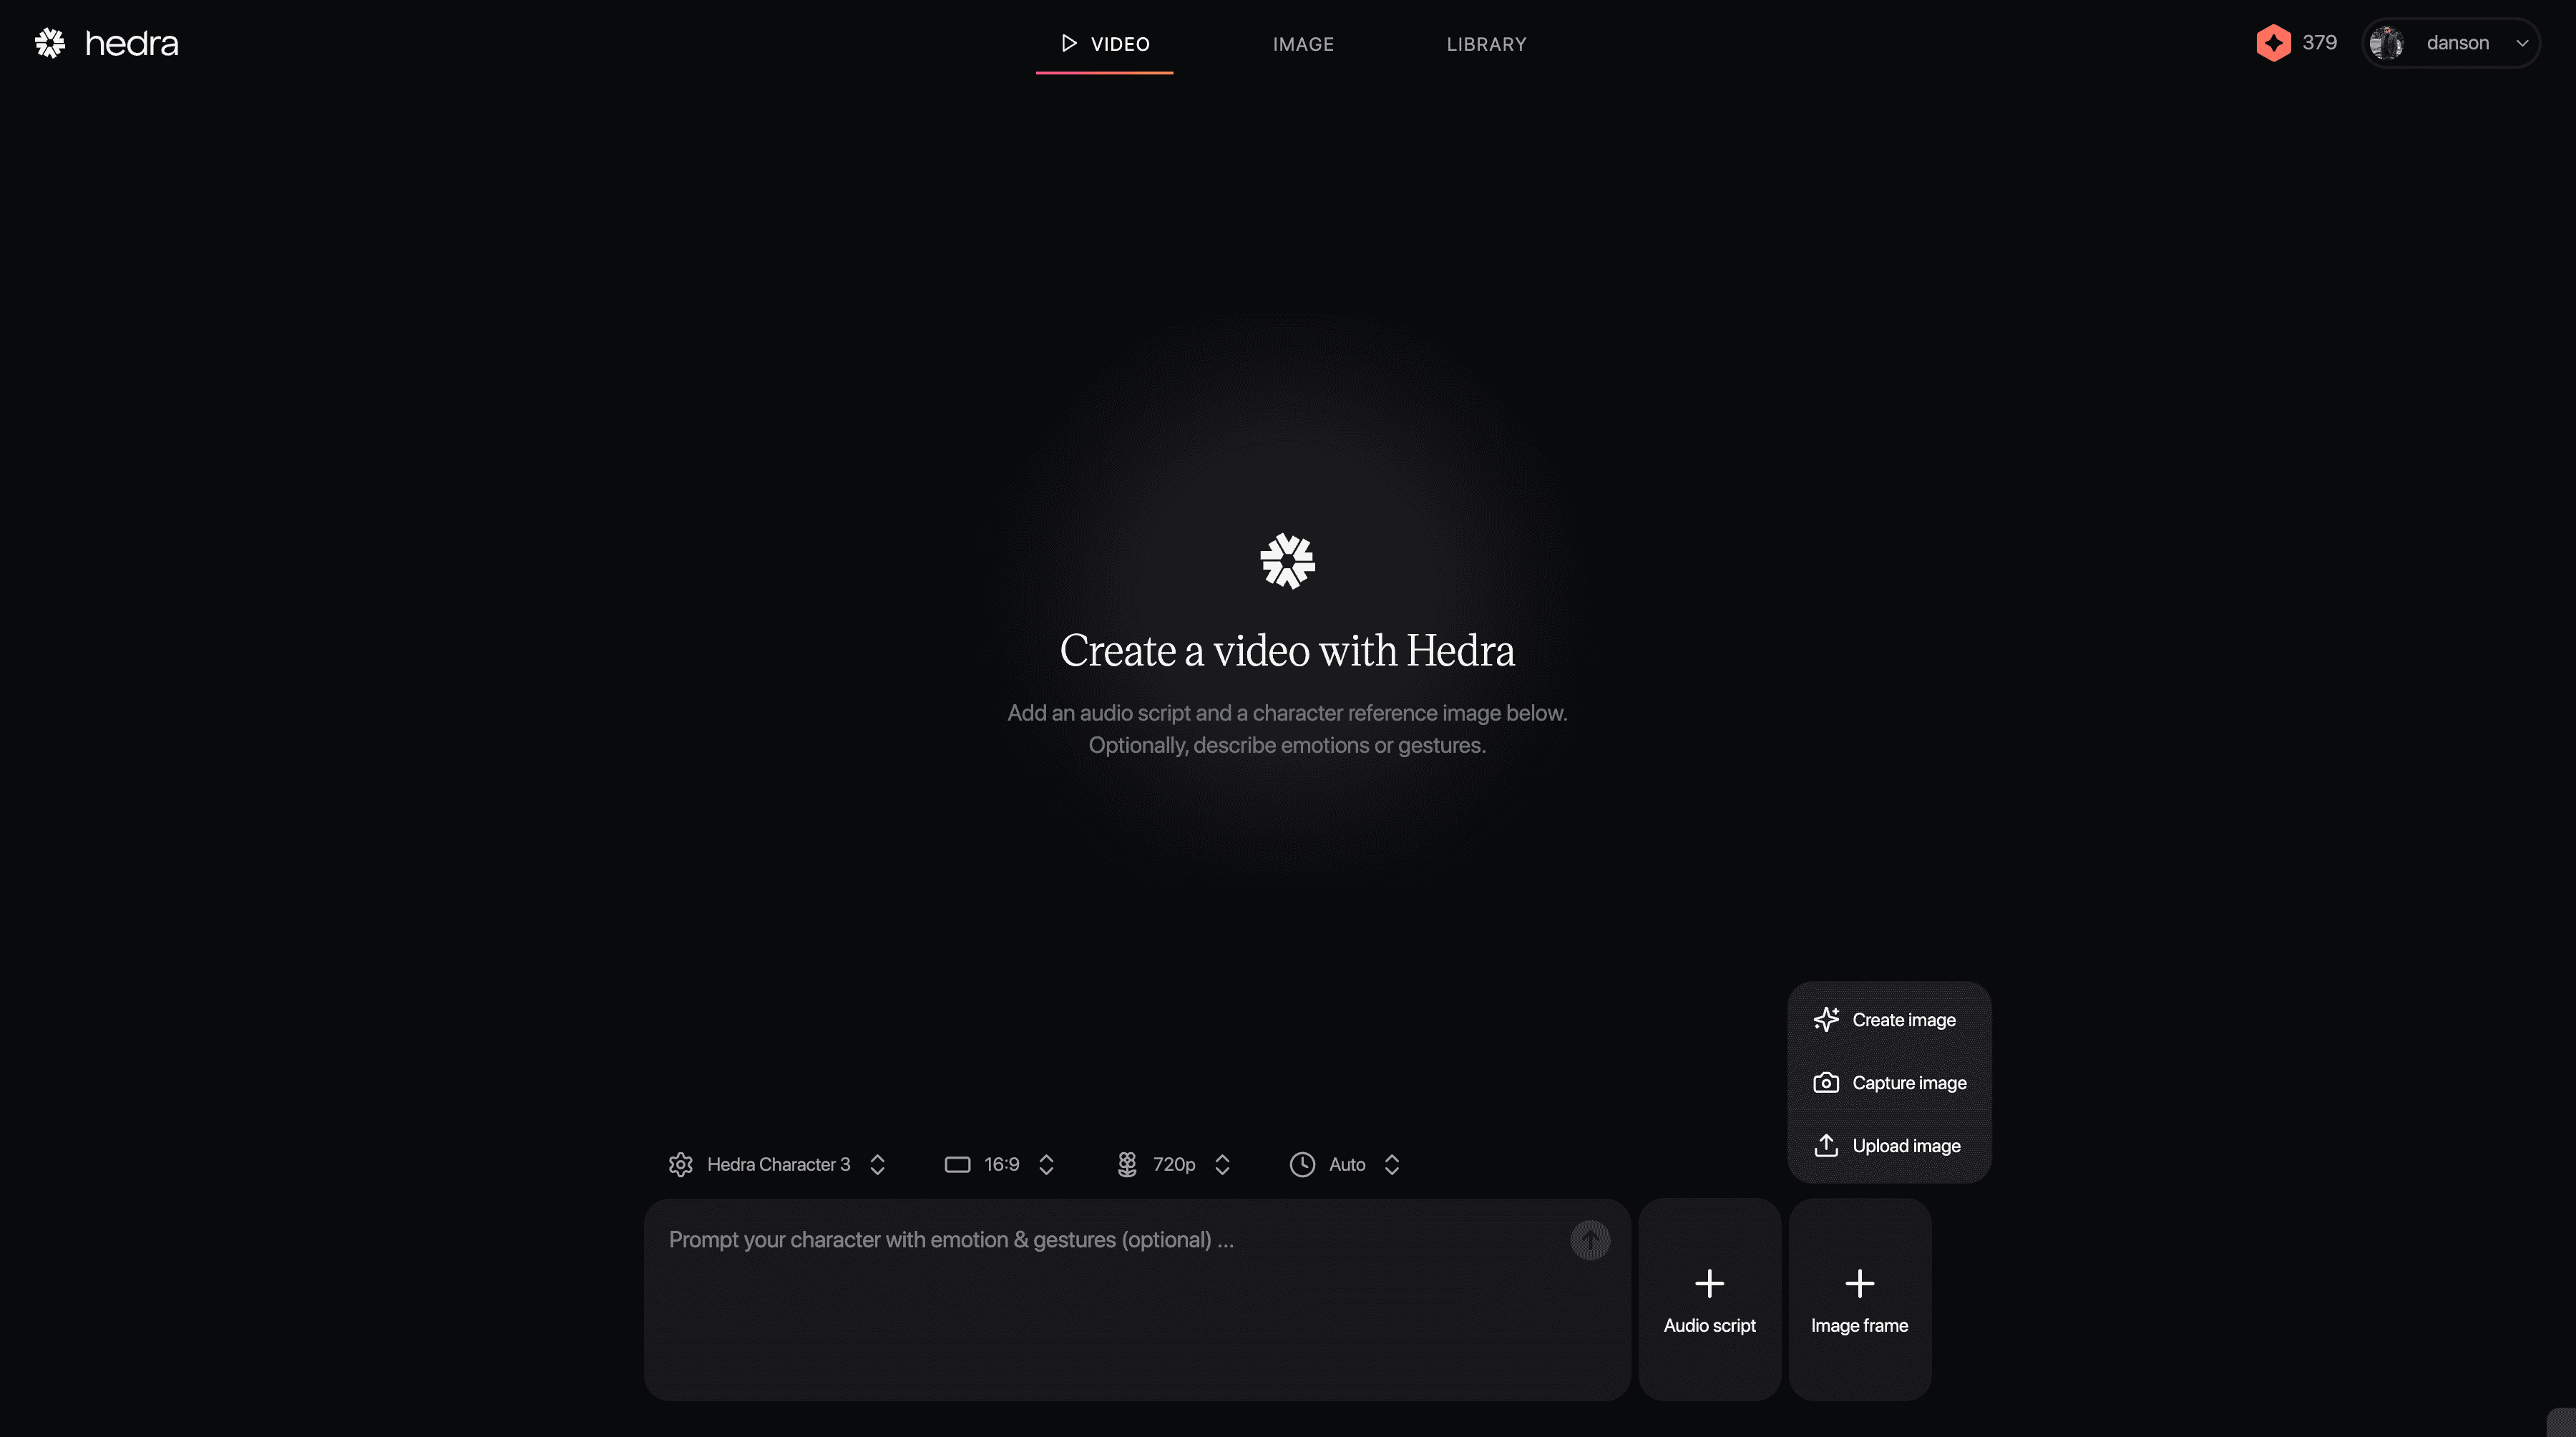 hedra
VIDEO
IMAGE
LIBRARY
379
danson
Create a video with Hedra
Add an audio script and a character reference image below.
Optionally, describe emotions or gestures.
Create image
Capture image
Upload image
Hedra Character 3
16:9
720p
Auto
Prompt your character with emotion & gestures (optional) ...
Audio script
Image frame